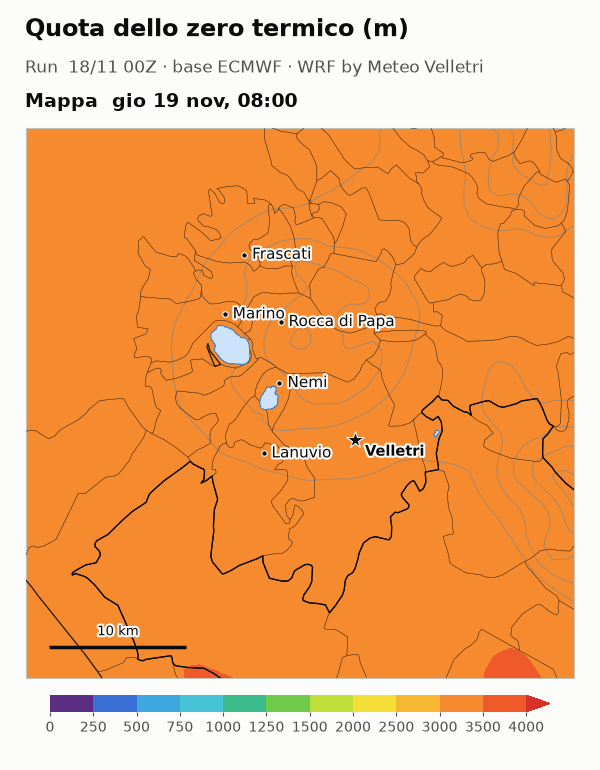 Quota dello zero termico (m)
Run  18/11 00Z · base ECMWF · WRF by Meteo Velletri
Mappa  gio 19 nov, 08:00
Frascati
Marino
Rocca di Papa
Nemi
Velletri
Lanuvio
10 km
0 250 500 750 1000 1250 1500 2000 2500 3000 3500 4000